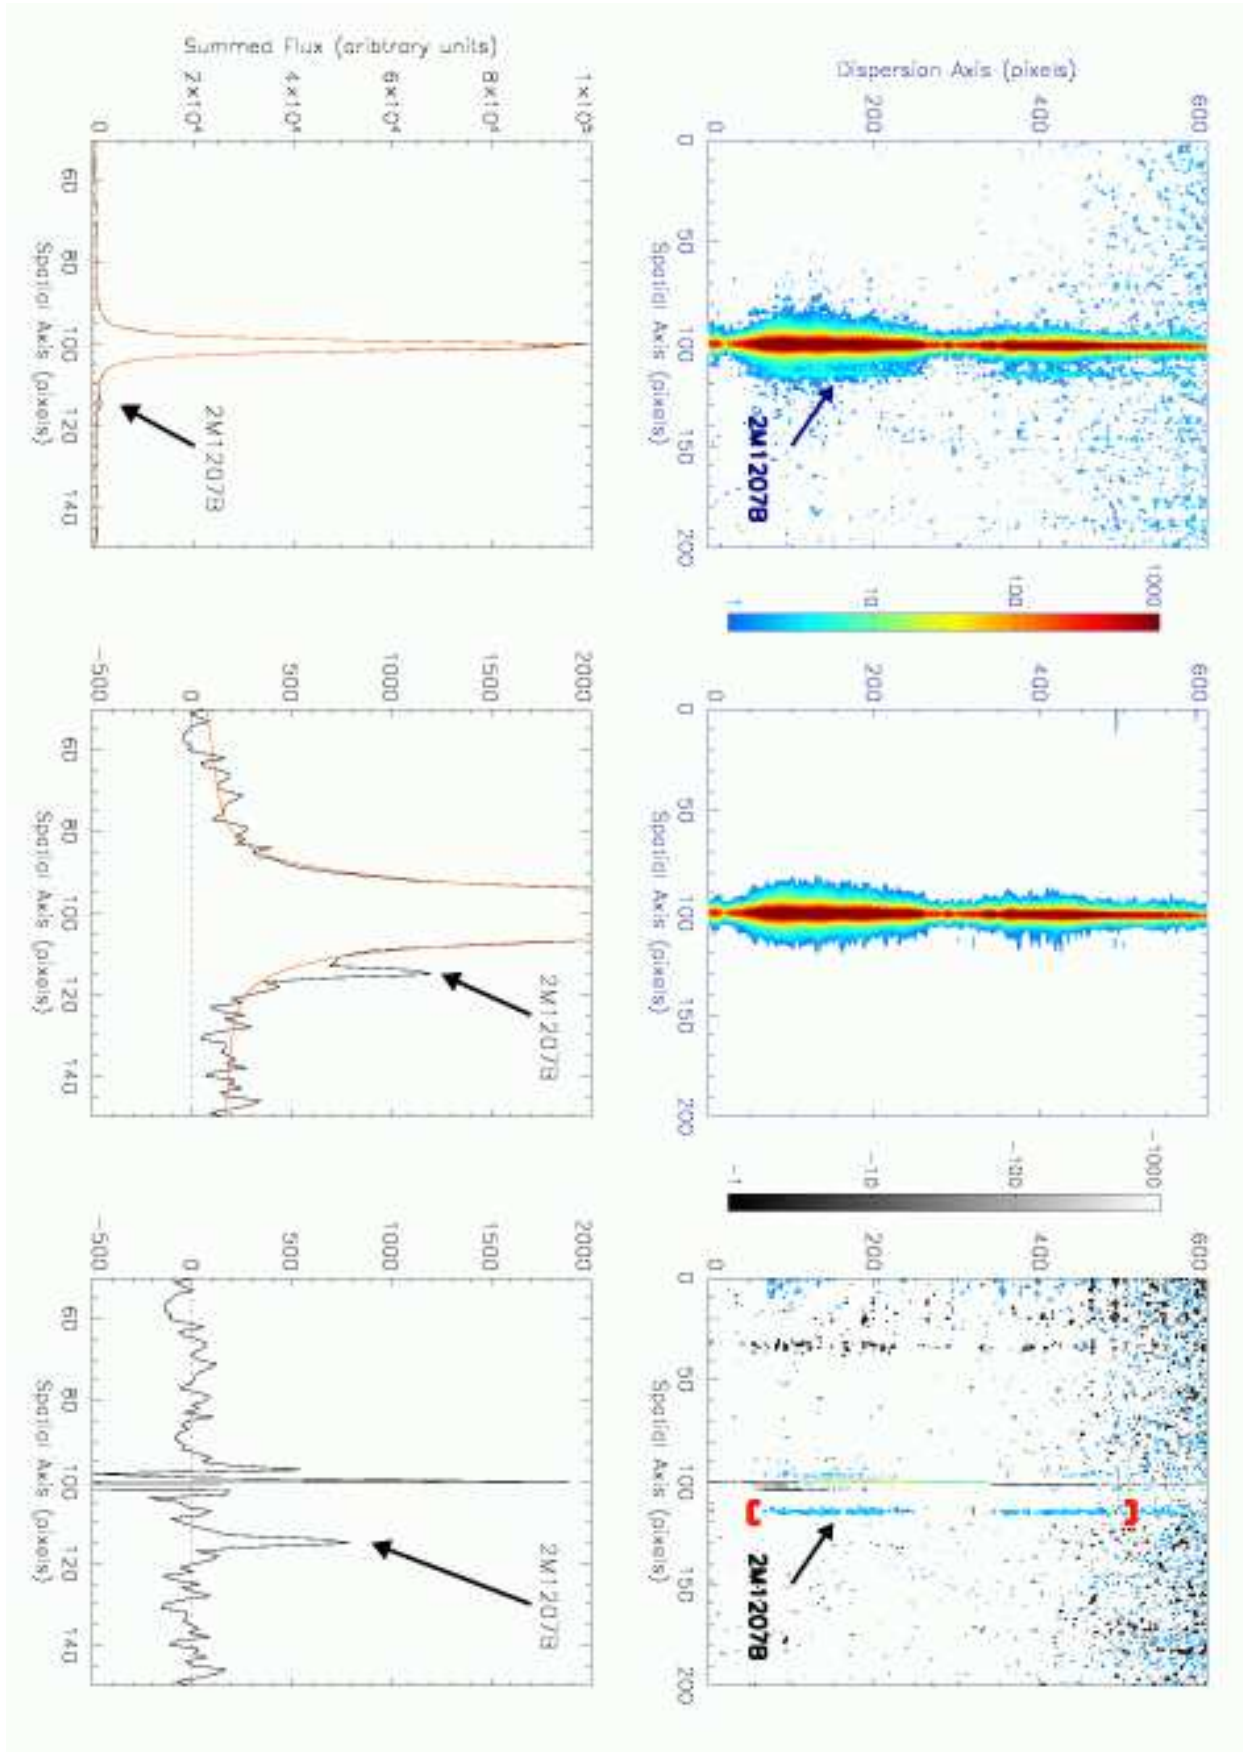 Dispersion Axis (pixels)
600
400
200
0
0 50 100 150 200
Spatial Axis (pixels)
2M1207B
1000
100
10
1
600
400
200
0
0 50 100 150 200
Spatial Axis (pixels)
-1000
-100
-10
-1
600
400
200
0
0 50 100 150 200
Spatial Axis (pixels)
2M1207B
Summed Flux (aribtrary units)
1×10⁵
8×10⁴
6×10⁴
4×10⁴
2×10⁴
0
60 80 100 120 140
Spatial Axis (pixels)
2M1207B
2000
1500
1000
500
0
-500
60 80 100 120 140
Spatial Axis (pixels)
2M1207B
2000
1500
1000
500
0
-500
60 80 100 120 140
Spatial Axis (pixels)
2M1207B